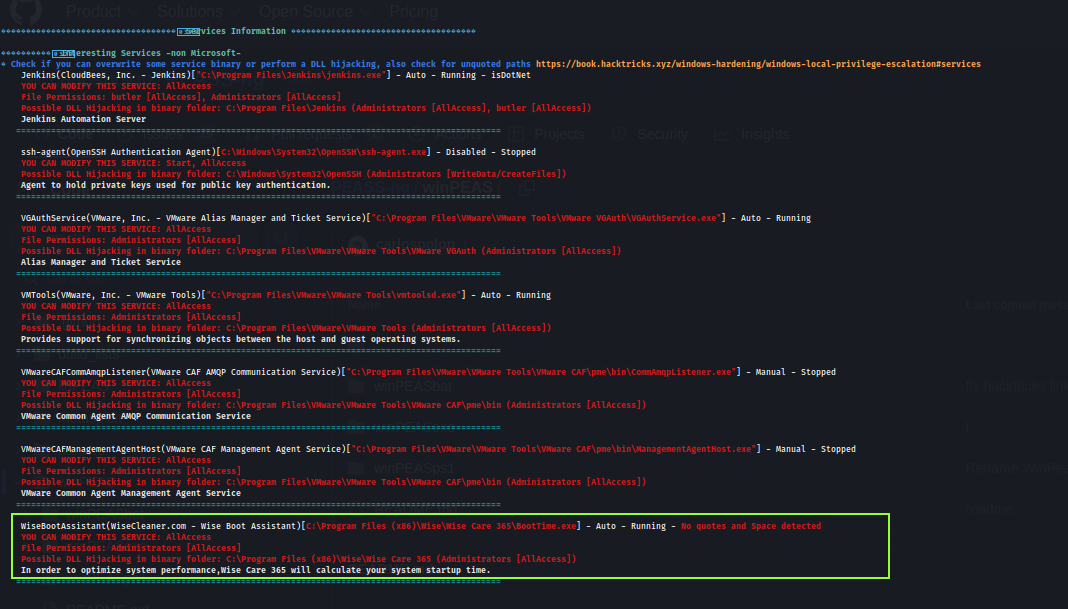 Product Solutions Open Source Pricing
Services Information
Interesting Services -non Microsoft-
Check if you can overwrite some service binary or perform a DLL hijacking, also check for unquoted paths https://book.hacktricks.xyz/windows-hardening/windows-local-privilege-escalation#services
Jenkins(CloudBees, Inc. - Jenkins)["C:\Program Files\Jenkins\jenkins.exe"] - Auto - Running - isDotNet
YOU CAN MODIFY THIS SERVICE: AllAccess
File Permissions: butler [AllAccess], Administrators [AllAccess]
Possible DLL Hijacking in binary folder: C:\Program Files\Jenkins (Administrators [AllAccess], butler [AllAccess])
Jenkins Automation Server
Projects Security Insights
=================================================================================================
ssh-agent(OpenSSH Authentication Agent)[C:\Windows\System32\OpenSSH\ssh-agent.exe] - Disabled - Stopped
YOU CAN MODIFY THIS SERVICE: Start, AllAccess
Possible DLL Hijacking in binary folder: C:\Windows\System32\OpenSSH (Administrators [WriteData/CreateFiles])
Agent to hold private keys used for public key authentication.
winPEAS
=================================================================================================
VGAuthService(VMware, Inc. - VMware Alias Manager and Ticket Service)["C:\Program Files\VMware\VMware Tools\VMware VGAuth\VGAuthService.exe"] - Auto - Running
YOU CAN MODIFY THIS SERVICE: AllAccess
File Permissions: Administrators [AllAccess]
carlospolop
Possible DLL Hijacking in binary folder: C:\Program Files\VMware\VMware Tools\VMware VGAuth (Administrators [AllAccess])
Alias Manager and Ticket Service
=================================================================================================
VMTools(VMware, Inc. - VMware Tools)["C:\Program Files\VMware\VMware Tools\vmtoolsd.exe"] - Auto - Running
YOU CAN MODIFY THIS SERVICE: AllAccess
File Permissions: Administrators [AllAccess]
Possible DLL Hijacking in binary folder: C:\Program Files\VMware\VMware Tools (Administrators [AllAccess])
Provides support for synchronizing objects between the host and guest operating systems.
=================================================================================================
VMwareCAFCommAmqpListener(VMware CAF AMQP Communication Service)["C:\Program Files\VMware\VMware Tools\VMware CAF\pme\bin\CommAmqpListener.exe"] - Manual - Stopped
YOU CAN MODIFY THIS SERVICE: AllAccess
winPEASbat
File Permissions: Administrators [AllAccess]
Possible DLL Hijacking in binary folder: C:\Program Files\VMware\VMware Tools\VMware CAF\pme\bin (Administrators [AllAccess])
VMware Common Agent AMQP Communication Service
=================================================================================================
VMwareCAFManagementAgentHost(VMware CAF Management Agent Service)["C:\Program Files\VMware\VMware Tools\VMware CAF\pme\bin\ManagementAgentHost.exe"] - Manual - Stopped
YOU CAN MODIFY THIS SERVICE: AllAccess
winPEASps1
File Permissions: Administrators [AllAccess]
Possible DLL Hijacking in binary folder: C:\Program Files\VMware\VMware Tools\VMware CAF\pme\bin (Administrators [AllAccess])
VMware Common Agent Management Agent Service
=================================================================================================
WiseBootAssistant(WiseCleaner.com - Wise Boot Assistant)[C:\Program Files (x86)\Wise\Wise Care 365\BootTime.exe] - Auto - Running - No quotes and Space detected
YOU CAN MODIFY THIS SERVICE: AllAccess
File Permissions: Administrators [AllAccess]
Possible DLL Hijacking in binary folder: C:\Program Files (x86)\Wise\Wise Care 365 (Administrators [AllAccess])
In order to optimize system performance,Wise Care 365 will calculate your system startup time.
=================================================================================================